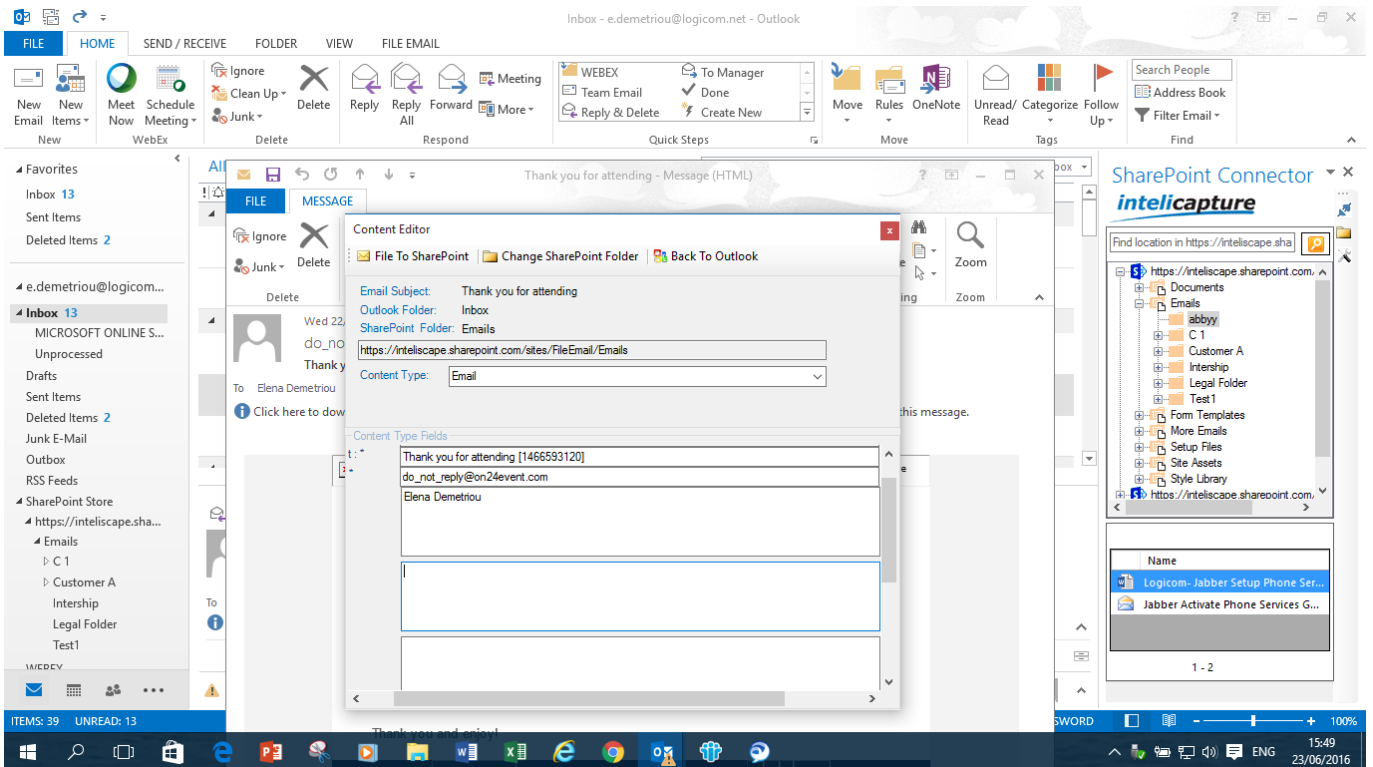 Inbox - e.demetriou@logicom.net - Outlook
FILE HOME SEND / RECEIVE FOLDER VIEW FILE EMAIL
New Email
New Items
New
Meet Now
Schedule Meeting
WebEx
Ignore
Clean Up
Junk
Delete
Delete
Reply
Reply All
Forward
Meeting
More
Respond
WEBEX
Team Email
Reply & Delete
To Manager
Done
Create New
Quick Steps
Move
Rules
OneNote
Move
Unread/ Read
Categorize
Follow Up
Tags
Search People
Address Book
Filter Email
Find
Favorites
Inbox 13
Sent Items
Deleted Items 2
e.demetriou@logicom...
Inbox 13
MICROSOFT ONLINE S...
Unprocessed
Drafts
Sent Items
Deleted Items 2
Junk E-Mail
Outbox
RSS Feeds
SharePoint Store
https://inteliscape.sha...
Emails
C 1
Customer A
Intership
Legal Folder
Test1
WEBEX
All
Thank you for attending - Message (HTML)
FILE MESSAGE
Ignore
Junk
Delete
Delete
Zoom
Zoom
Wed 22/
do_no
Thank y
To Elena Demetriou
Click here to dow
this message.
To
Content Editor
File To SharePoint Change SharePoint Folder Back To Outlook
Email Subject: Thank you for attending
Outlook Folder: Inbox
SharePoint Folder: Emails
https://inteliscape.sharepoint.com/sites/FileEmail/Emails
Content Type: Email
Content Type Fields
t : *
Thank you for attending [1466593120]
*
do_not_reply@on24event.com
Elena Demetriou
Thank you and enjoy!
box
SharePoint Connector
intelicapture
Find location in https://inteliscape.sha
https://inteliscape.sharepoint.com/
Documents
Emails
abbyy
C 1
Customer A
Intership
Legal Folder
Test1
Form Templates
More Emails
Setup Files
Site Assets
Style Library
https://inteliscape.sharepoint.com/
Name
Logicom- Jabber Setup Phone Ser...
Jabber Activate Phone Services G...
1 - 2
ITEMS: 39 UNREAD: 13
SWORD
100%
ENG
15:49
23/06/2016